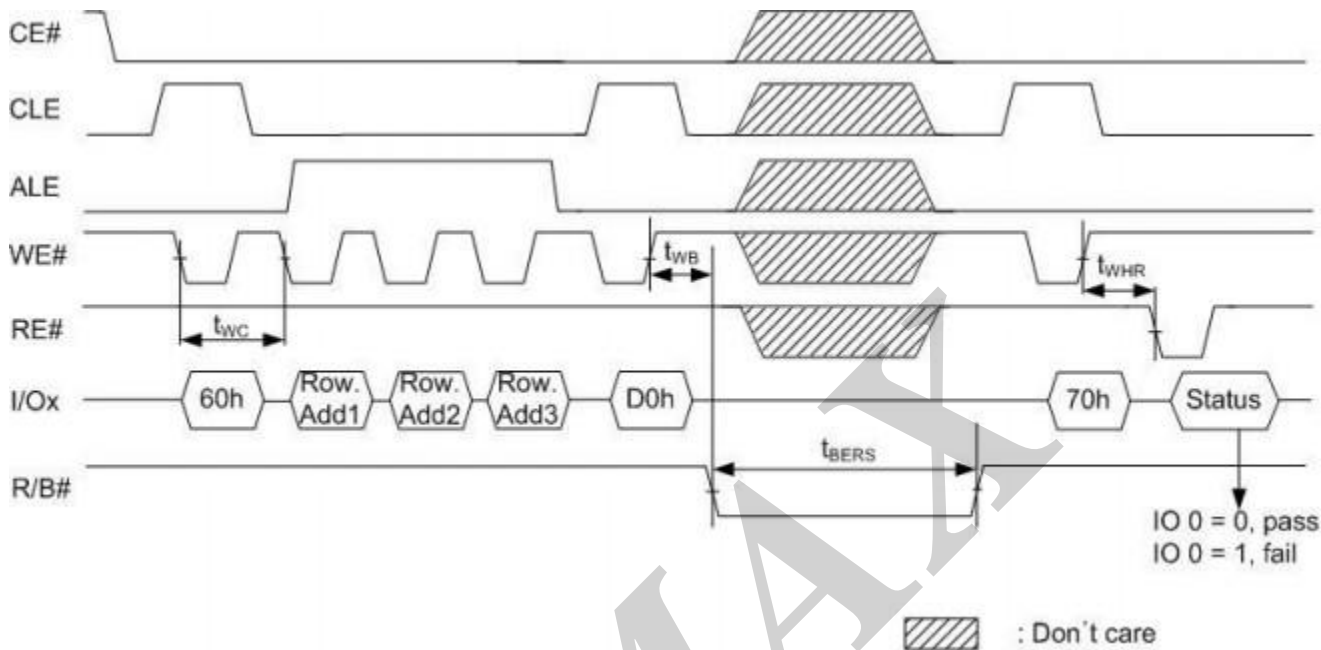 CE#
CLE
ALE
WE#
tWB
tWHR
RE#
tWC
I/Ox
60h
Row. Add1
Row. Add2
Row. Add3
D0h
70h
Status
tBERS
R/B#
IO 0 = 0, pass
IO 0 = 1, fail
: Don´t care
MAX